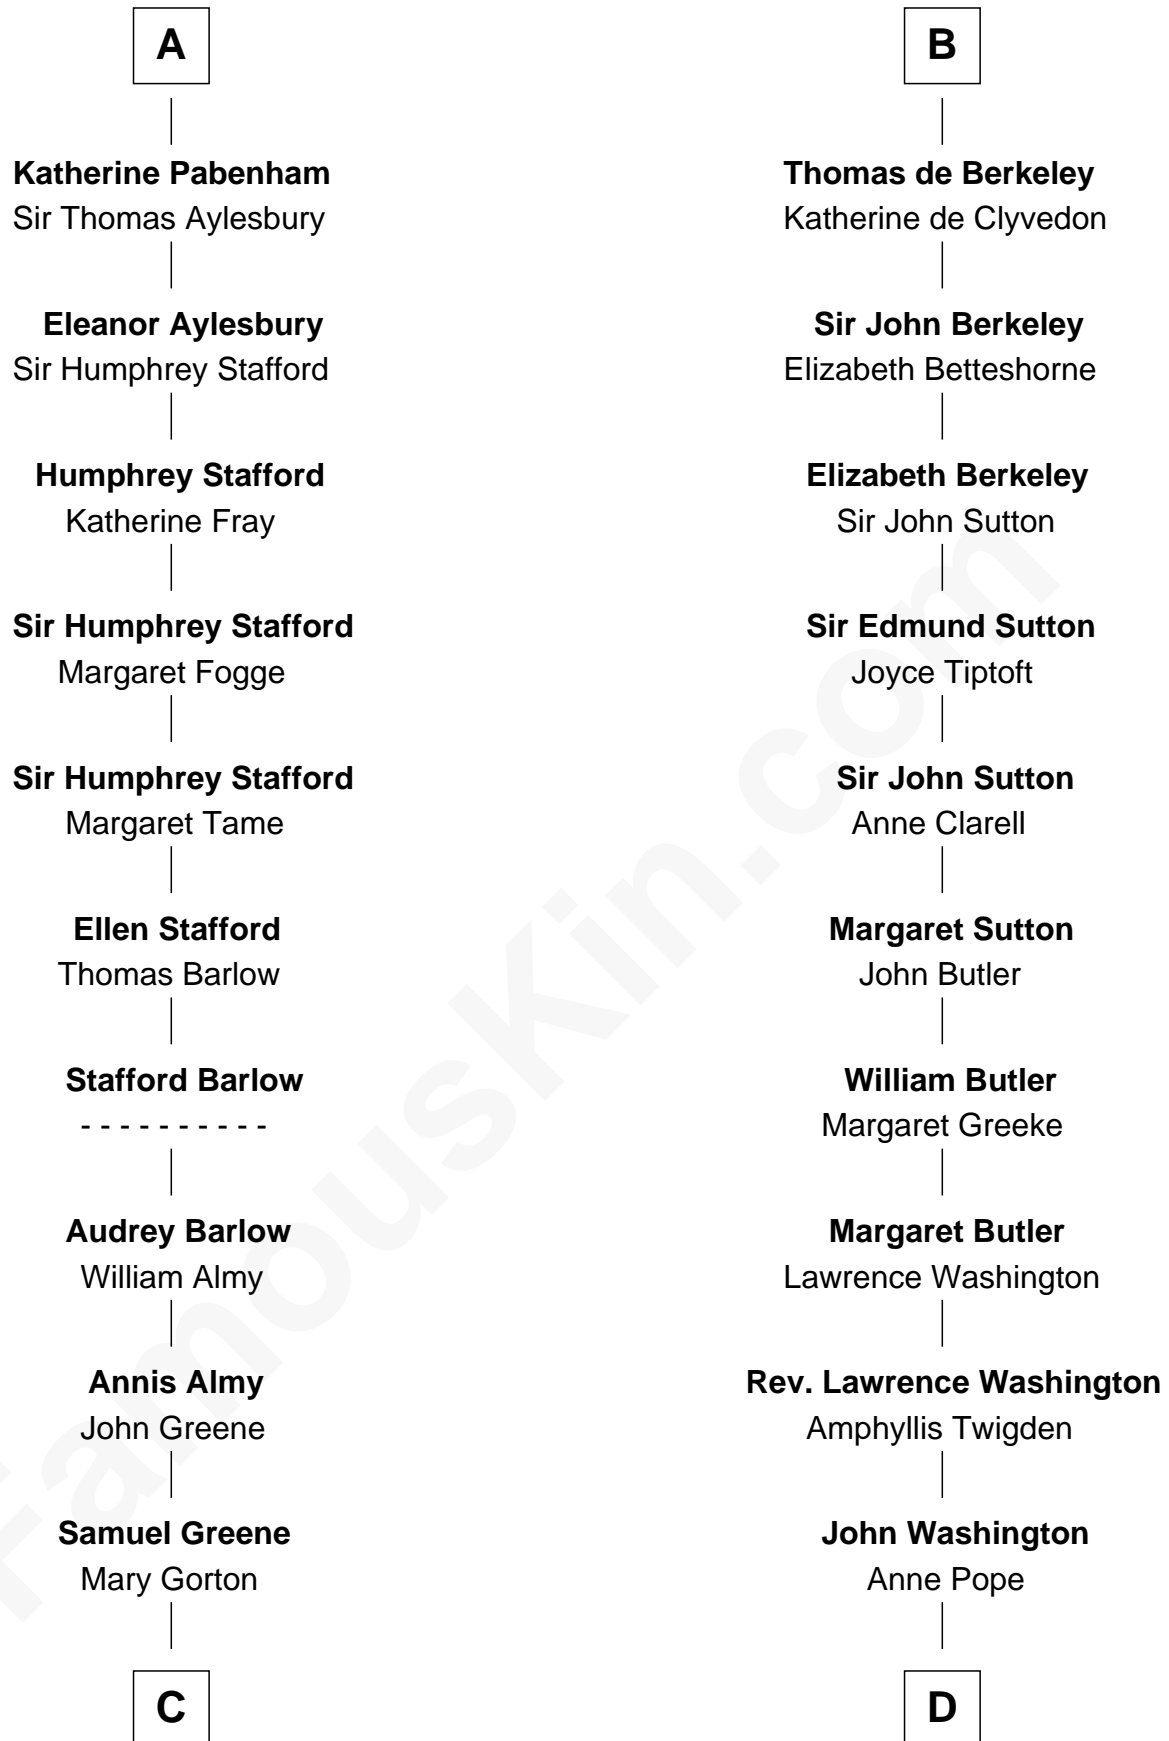 A
Katherine Pabenham
Sir Thomas Aylesbury
Eleanor Aylesbury
Sir Humphrey Stafford
Humphrey Stafford
Katherine Fray
Sir Humphrey Stafford
Margaret Fogge
Sir Humphrey Stafford
Margaret Tame
Ellen Stafford
Thomas Barlow
Stafford Barlow
- - - - - - - - - -
Audrey Barlow
William Almy
Annis Almy
John Greene
Samuel Greene
Mary Gorton
C
B
Thomas de Berkeley
Katherine de Clyvedon
Sir John Berkeley
Elizabeth Betteshorne
Elizabeth Berkeley
Sir John Sutton
Sir Edmund Sutton
Joyce Tiptoft
Sir John Sutton
Anne Clarell
Margaret Sutton
John Butler
William Butler
Margaret Greeke
Margaret Butler
Lawrence Washington
Rev. Lawrence Washington
Amphyllis Twigden
John Washington
Anne Pope
D
FamousKin.com